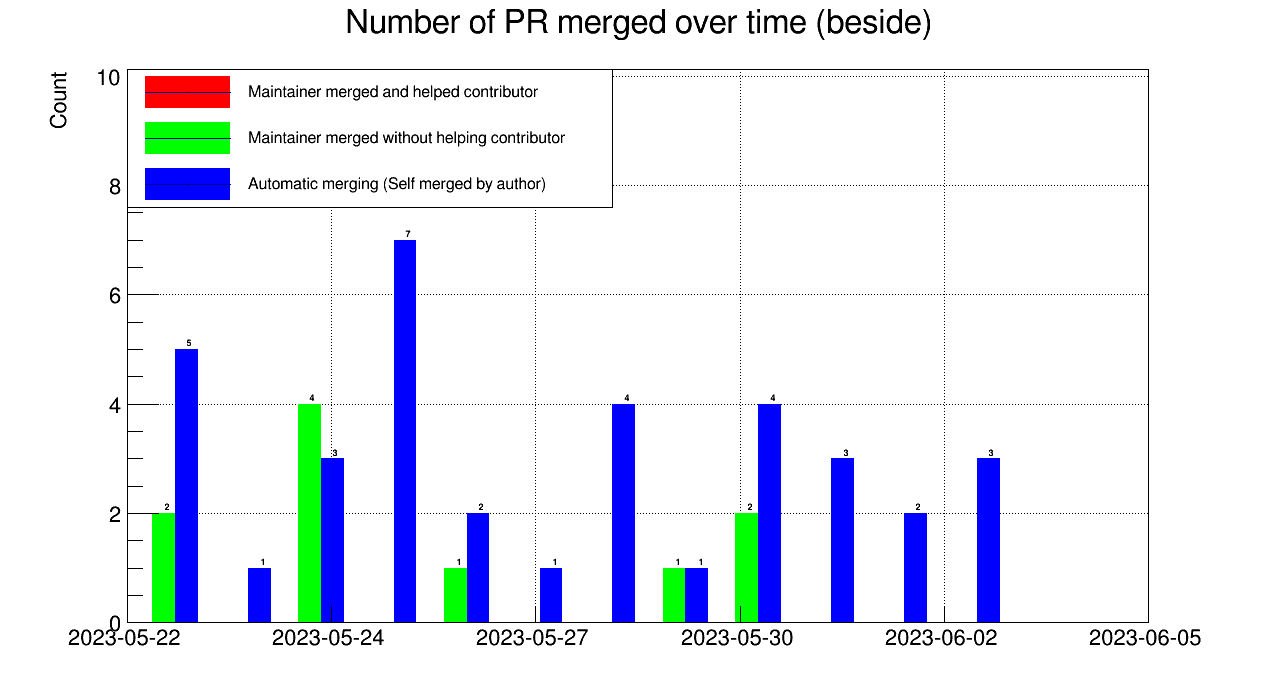 Number of PR merged over time (beside)
Count
10
8
6
4
2
0
Maintainer merged and helped contributor
Maintainer merged without helping contributor
Automatic merging (Self merged by author)
2 5 1 4 3 7 1 2 1 4 1 1 2 4 3 2 3
2023-05-22 2023-05-24 2023-05-27 2023-05-30 2023-06-02 2023-06-05